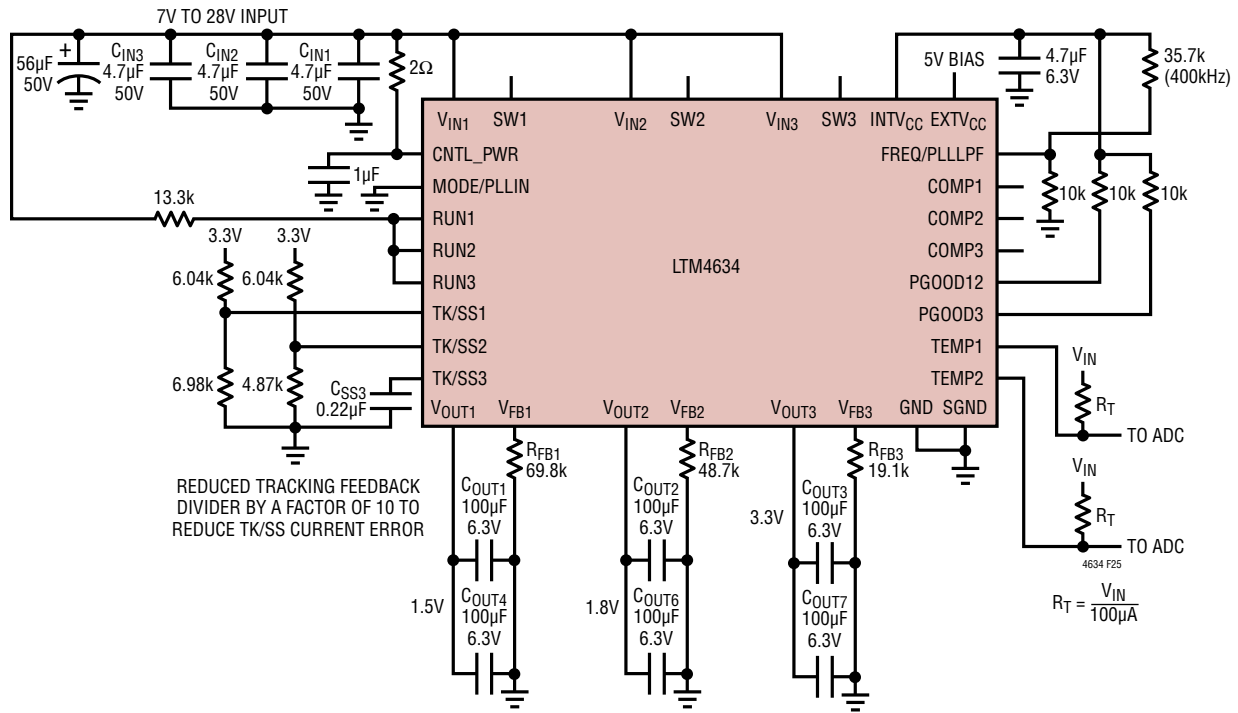 7V TO 28V INPUT
56µF
50V
+
CIN3
4.7µF
50V
CIN2
4.7µF
50V
CIN1
4.7µF
50V
2Ω
5V BIAS
4.7µF
6.3V
35.7k
(400kHz)
VIN1
SW1
VIN2
SW2
VIN3
SW3
INTVCC
EXTVCC
1µF
13.3k
3.3V
3.3V
6.04k
6.04k
6.98k
4.87k
CSS3
0.22µF
CNTL_PWR
MODE/PLLIN
RUN1
RUN2
RUN3
TK/SS1
TK/SS2
TK/SS3
LTM4634
FREQ/PLLLPF
COMP1
COMP2
COMP3
PGOOD12
PGOOD3
TEMP1
TEMP2
10k
10k
10k
VOUT1
VFB1
VOUT2
VFB2
VOUT3
VFB3
GND
SGND
VIN
RT
TO ADC
VIN
RT
TO ADC
4634 F25
RT = VIN
100µA
REDUCED TRACKING FEEDBACK
DIVIDER BY A FACTOR OF 10 TO
REDUCE TK/SS CURRENT ERROR
RFB1
69.8k
COUT1
100µF
6.3V
1.5V
COUT4
100µF
6.3V
RFB2
48.7k
COUT2
100µF
6.3V
1.8V
COUT6
100µF
6.3V
RFB3
19.1k
3.3V
COUT3
100µF
6.3V
COUT7
100µF
6.3V